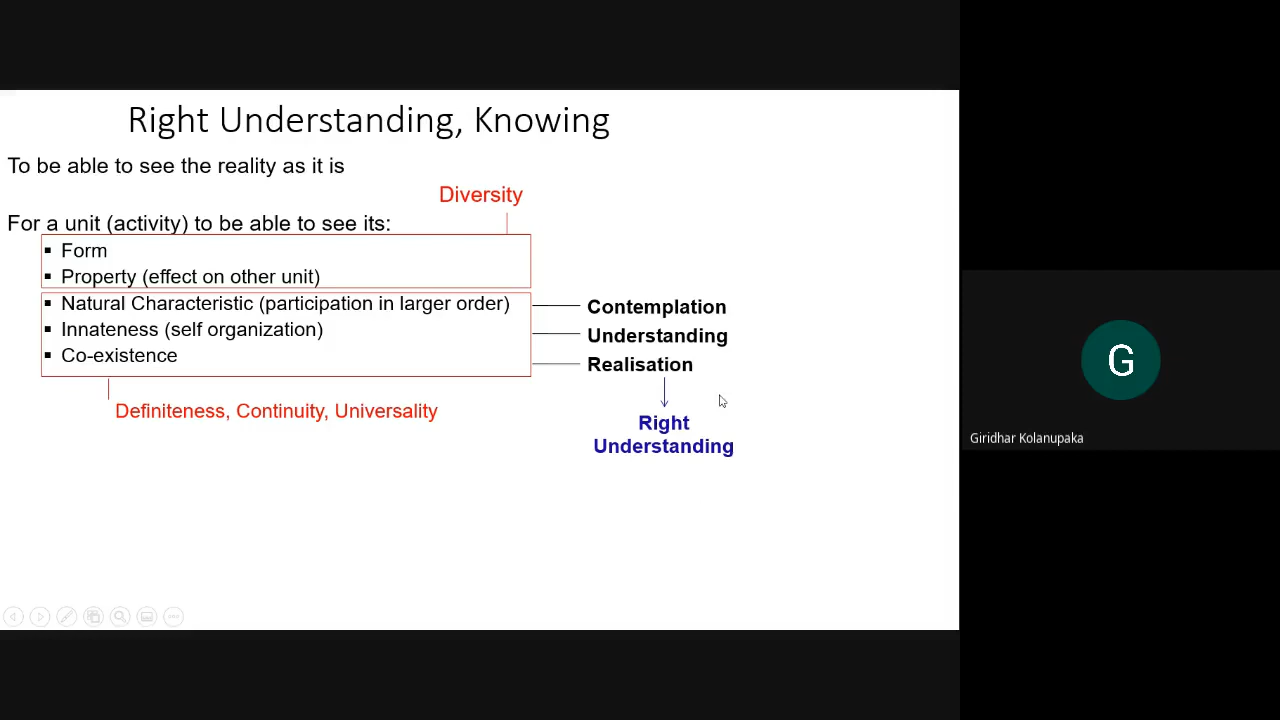 Right Understanding, Knowing
To be able to see the reality as it is
Diversity
For a unit (activity) to be able to see its:
▪ Form
▪ Property (effect on other unit)
▪ Natural Characteristic (participation in larger order)
▪ Innateness (self organization)
▪ Co-existence
Contemplation
Understanding
Realisation
Definiteness, Continuity, Universality
Right
Understanding
G
Giridhar Kolanupaka